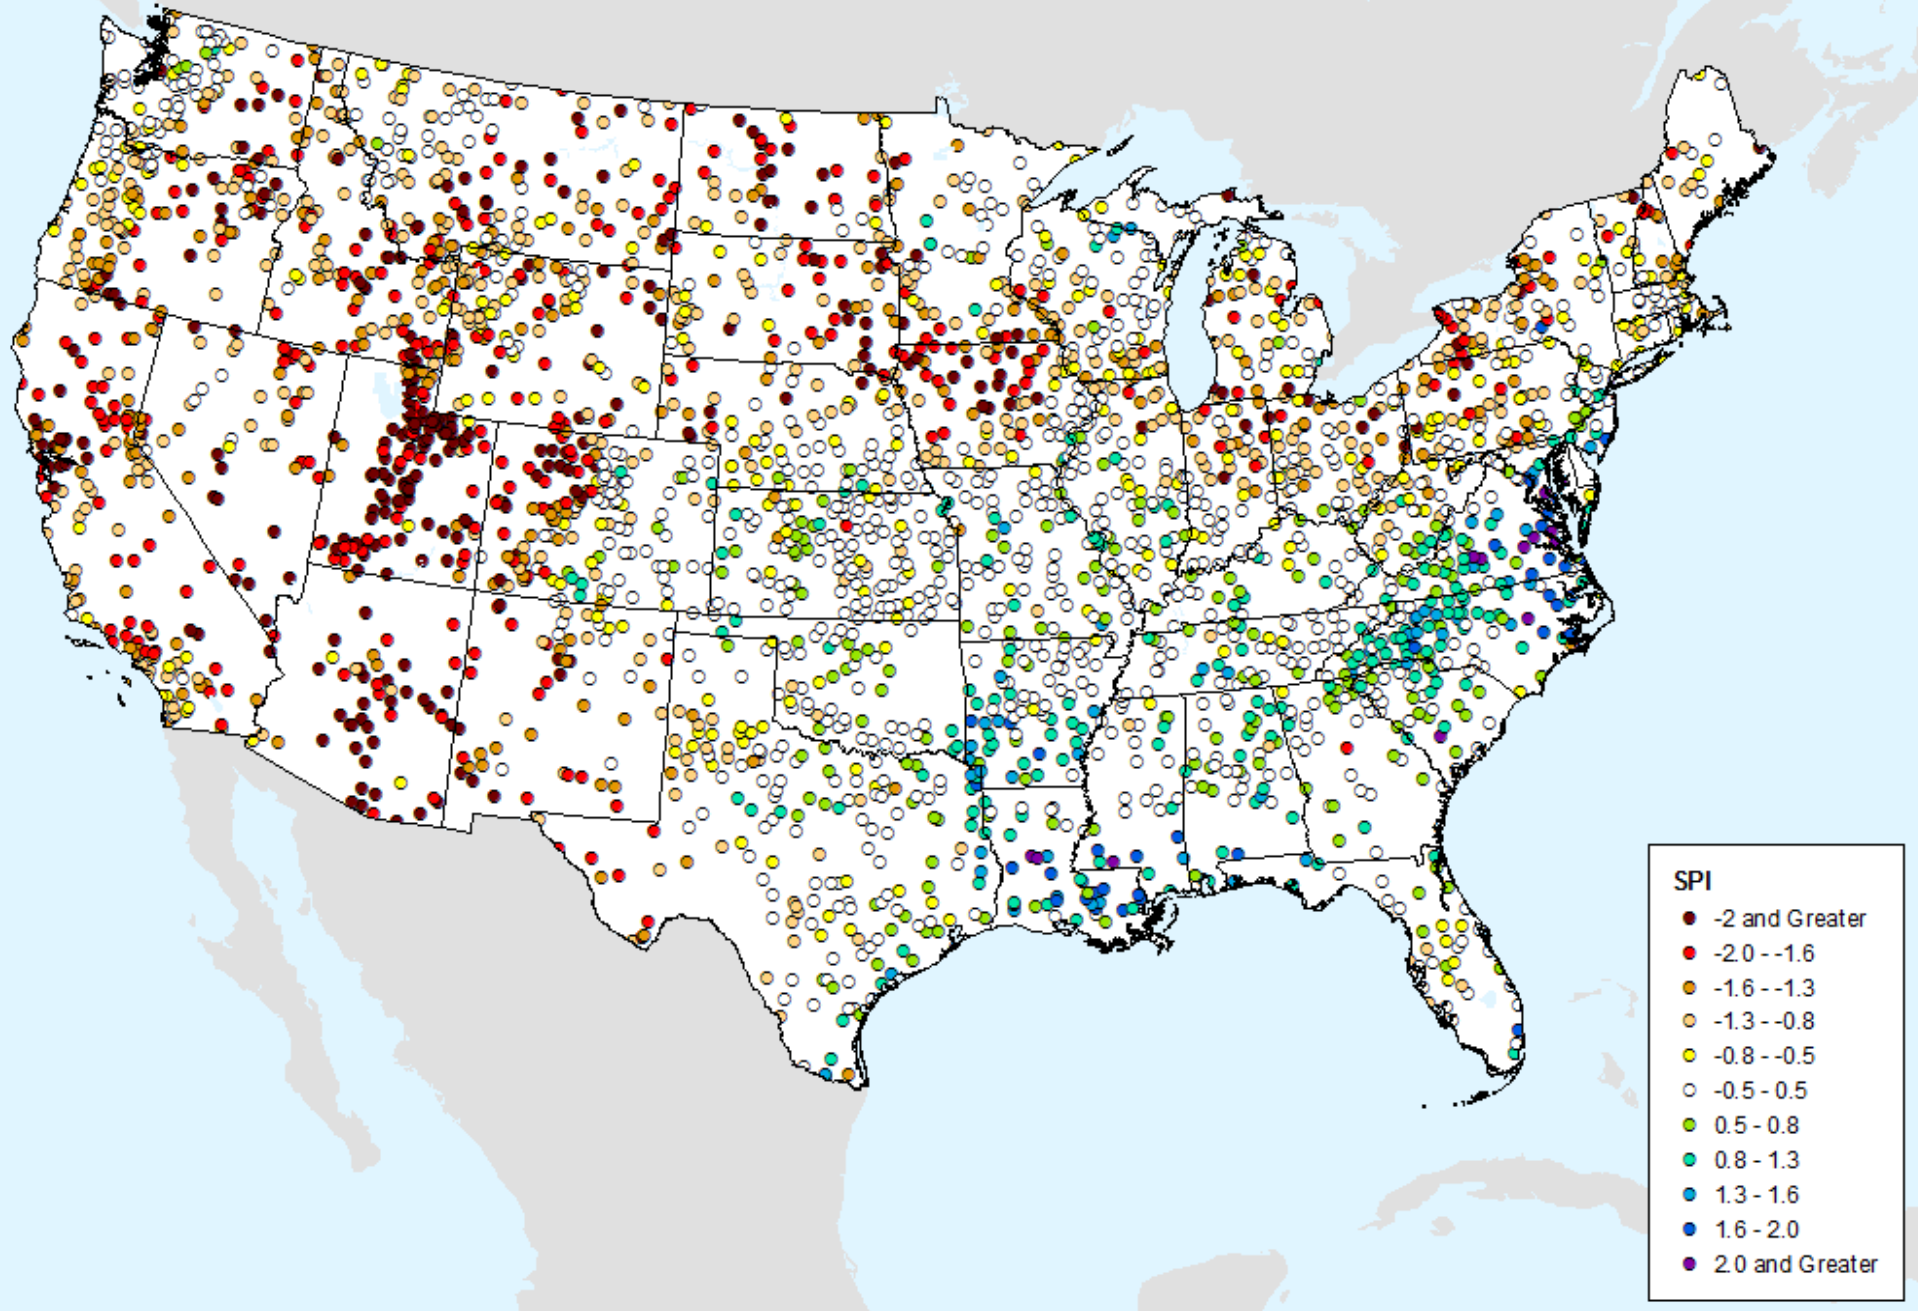 SPI
-2 and Greater
-2.0 - -1.6
-1.6 - -1.3
-1.3 - -0.8
-0.8 - -0.5
-0.5 - 0.5
0.5 - 0.8
0.8 - 1.3
1.3 - 1.6
1.6 - 2.0
2.0 and Greater